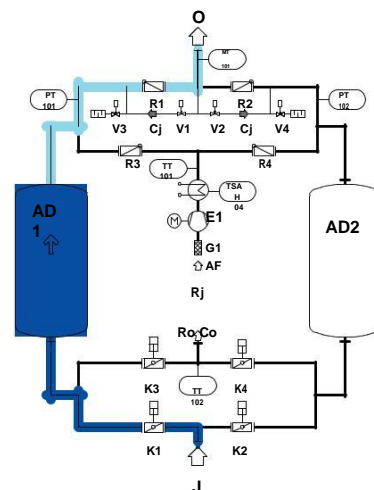 O
MT
101
PT
101
R1
R2
PT
102
V3
Cj
V1
V2
Cj
V4
R3
R4
TT
101
TSA
H
04
AD
1
M
E1
AD2
G1
AF
Rj
Ro Co
K3
K4
TT
102
K1
K2